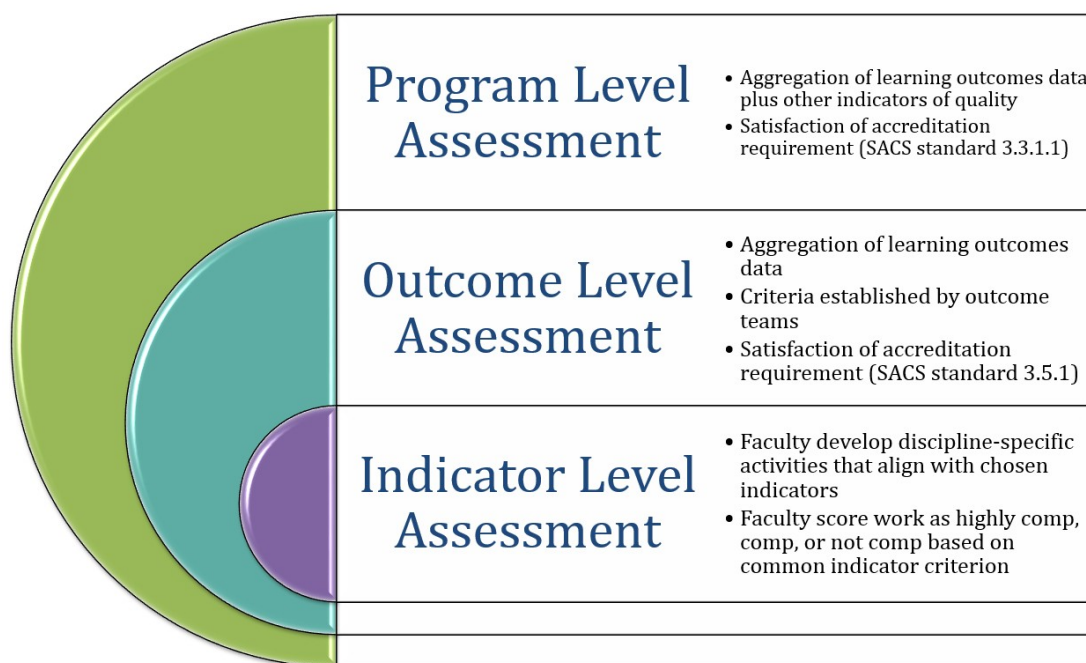 Program Level
Assessment
• Aggregation of learning outcomes data
plus other indicators of quality
• Satisfaction of accreditation
requirement (SACS standard 3.3.1.1)
Outcome Level
Assessment
• Aggregation of learning outcomes
data
• Criteria established by outcome
teams
• Satisfaction of accreditation
requirement (SACS standard 3.5.1)
Indicator Level
Assessment
• Faculty develop discipline-specific
activities that align with chosen
indicators
• Faculty score work as highly comp,
comp, or not comp based on
common indicator criterion